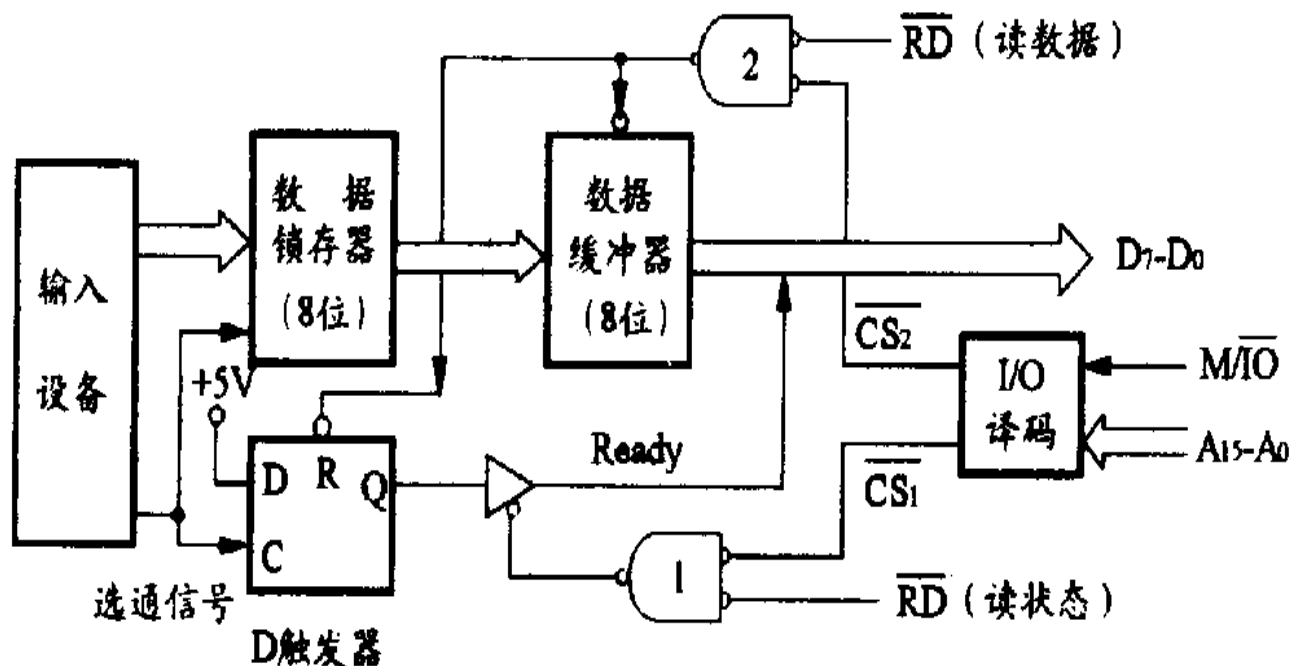 RD（读数据）
2
数据
锁存器
（8位）
数据
缓冲器
（8位）
D7-D0
输入
设备
CS2
+5V
I/O
译码
M/IO
A15-A0
Ready
D
R
Q
CS1
C
1
RD（读状态）
选通信号
D触发器